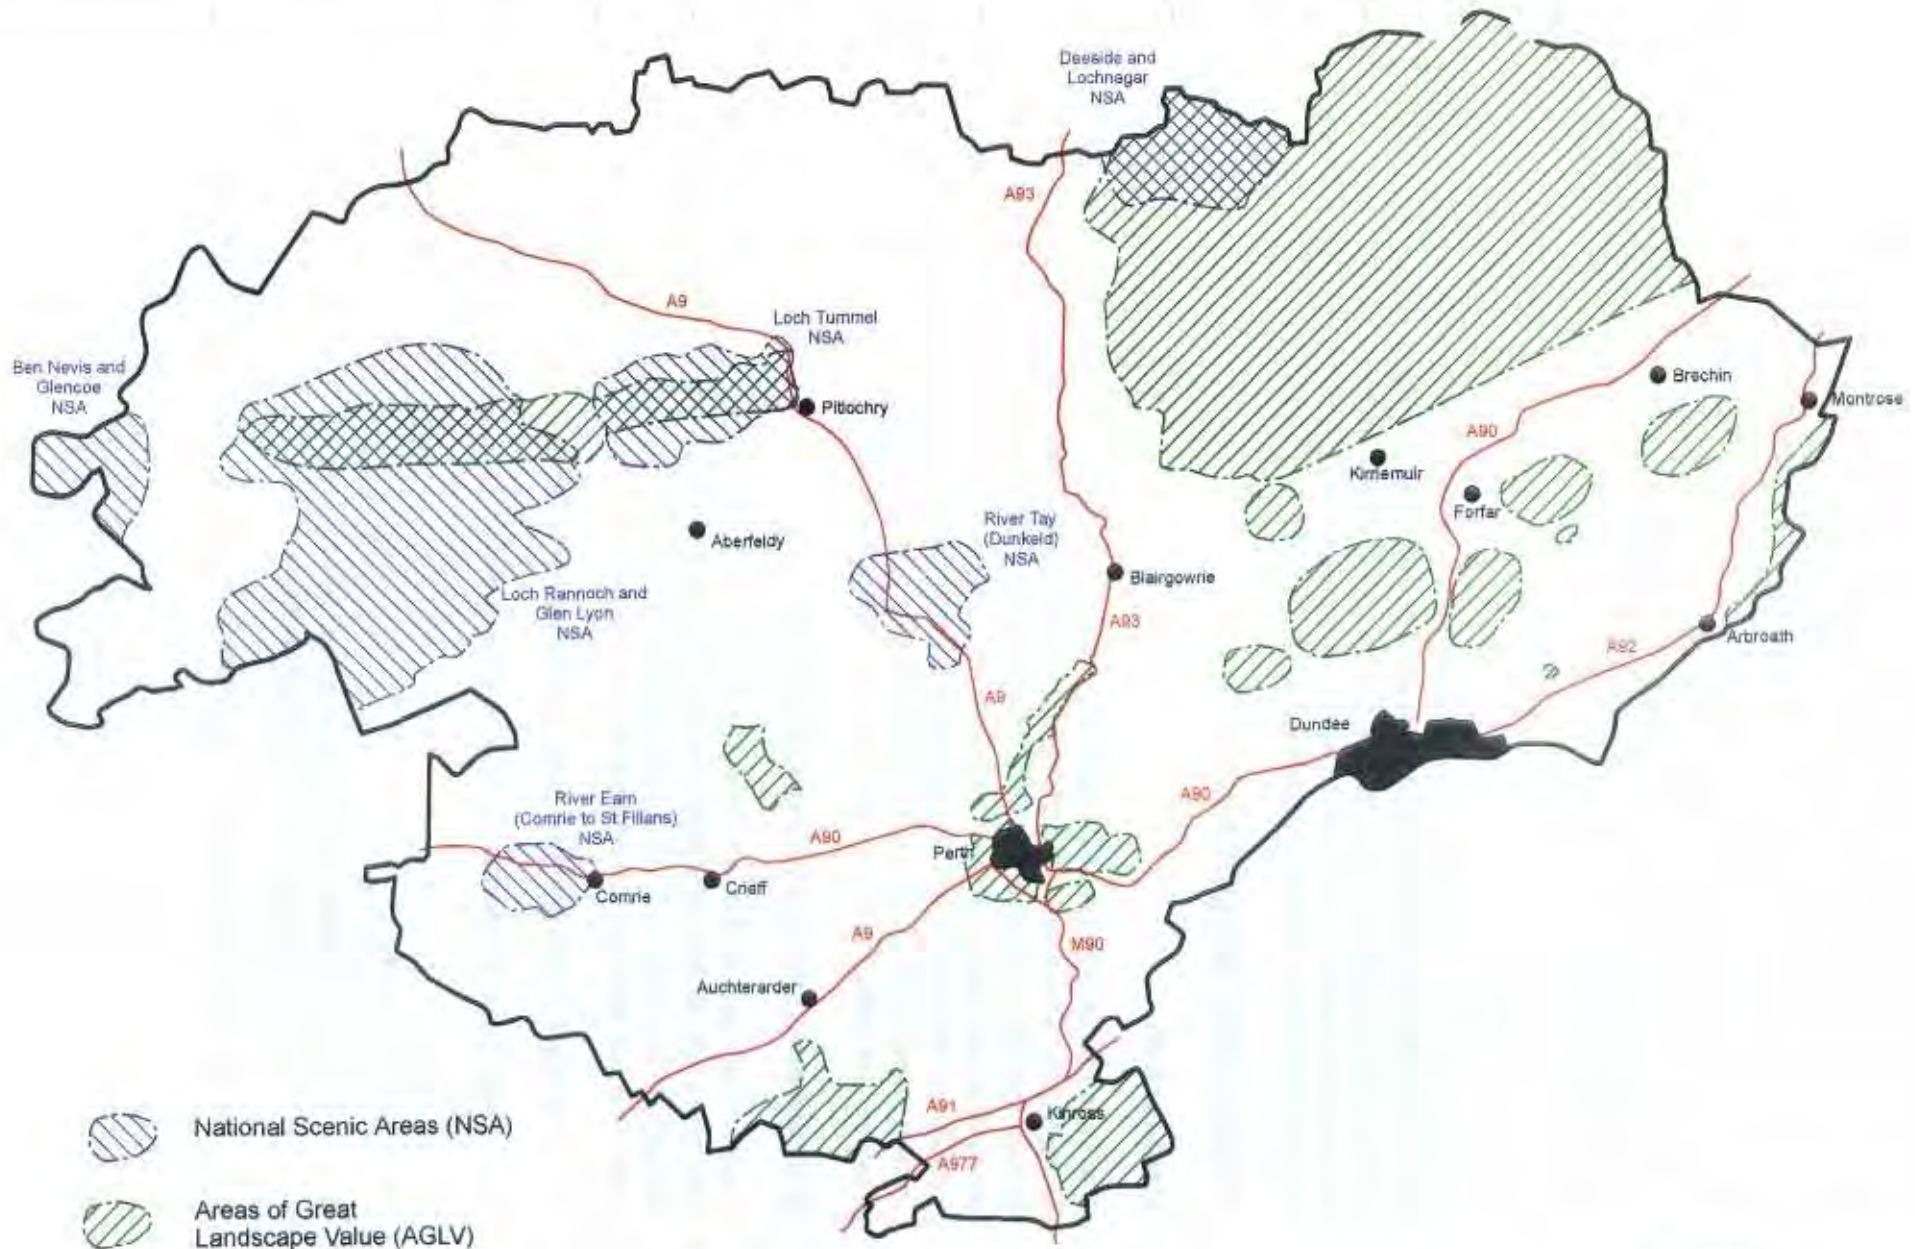 Deeside and
Lochnagar
NSA
A93
A9
Loch Tummel
NSA
Ben Nevis and
Glencoe
NSA
Pitlochry
Brechin
Montrose
A90
Kirriemuir
Forfar
River Tay
(Dunkeld)
NSA
Aberfeldy
Blairgowrie
Loch Rannoch and
Glen Lyon
NSA
A93
Arbroath
A92
A9
Dundee
River Earn
(Comrie to St Fillans)
NSA
A90
A90
Perth
Comrie
Crieff
A9
M90
Auchterarder
A91
Kinross
A977
National Scenic Areas (NSA)
Areas of Great
Landscape Value (AGLV)